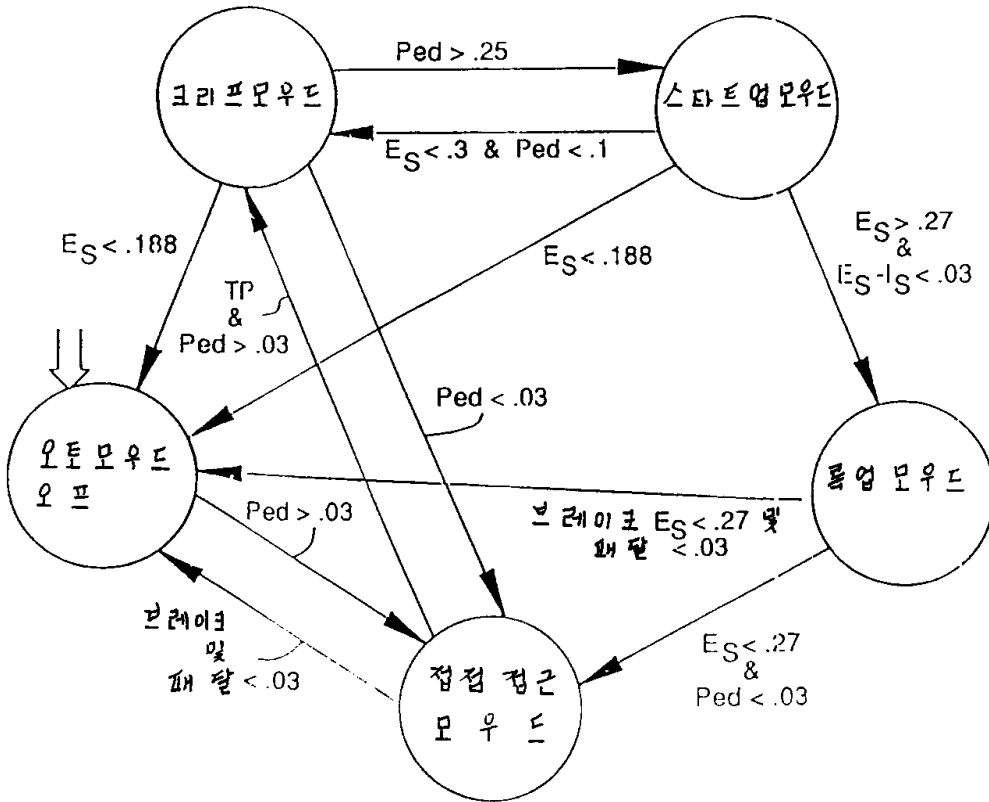 Ped > .25
크리프모우드
스타트업모우드
E_S < .3 & Ped < .1
E_S < .188
E_S > .27
&
E_S-I_S < .03
E_S < .188
TP
&
Ped > .03
Ped < .03
오토모우드
오프
록업 모우드
Ped > .03
브레이크 E_S < .27 및
패달 < .03
브레이크
및
패달 < .03
접점 접근
모우드
E_S < .27
&
Ped < .03